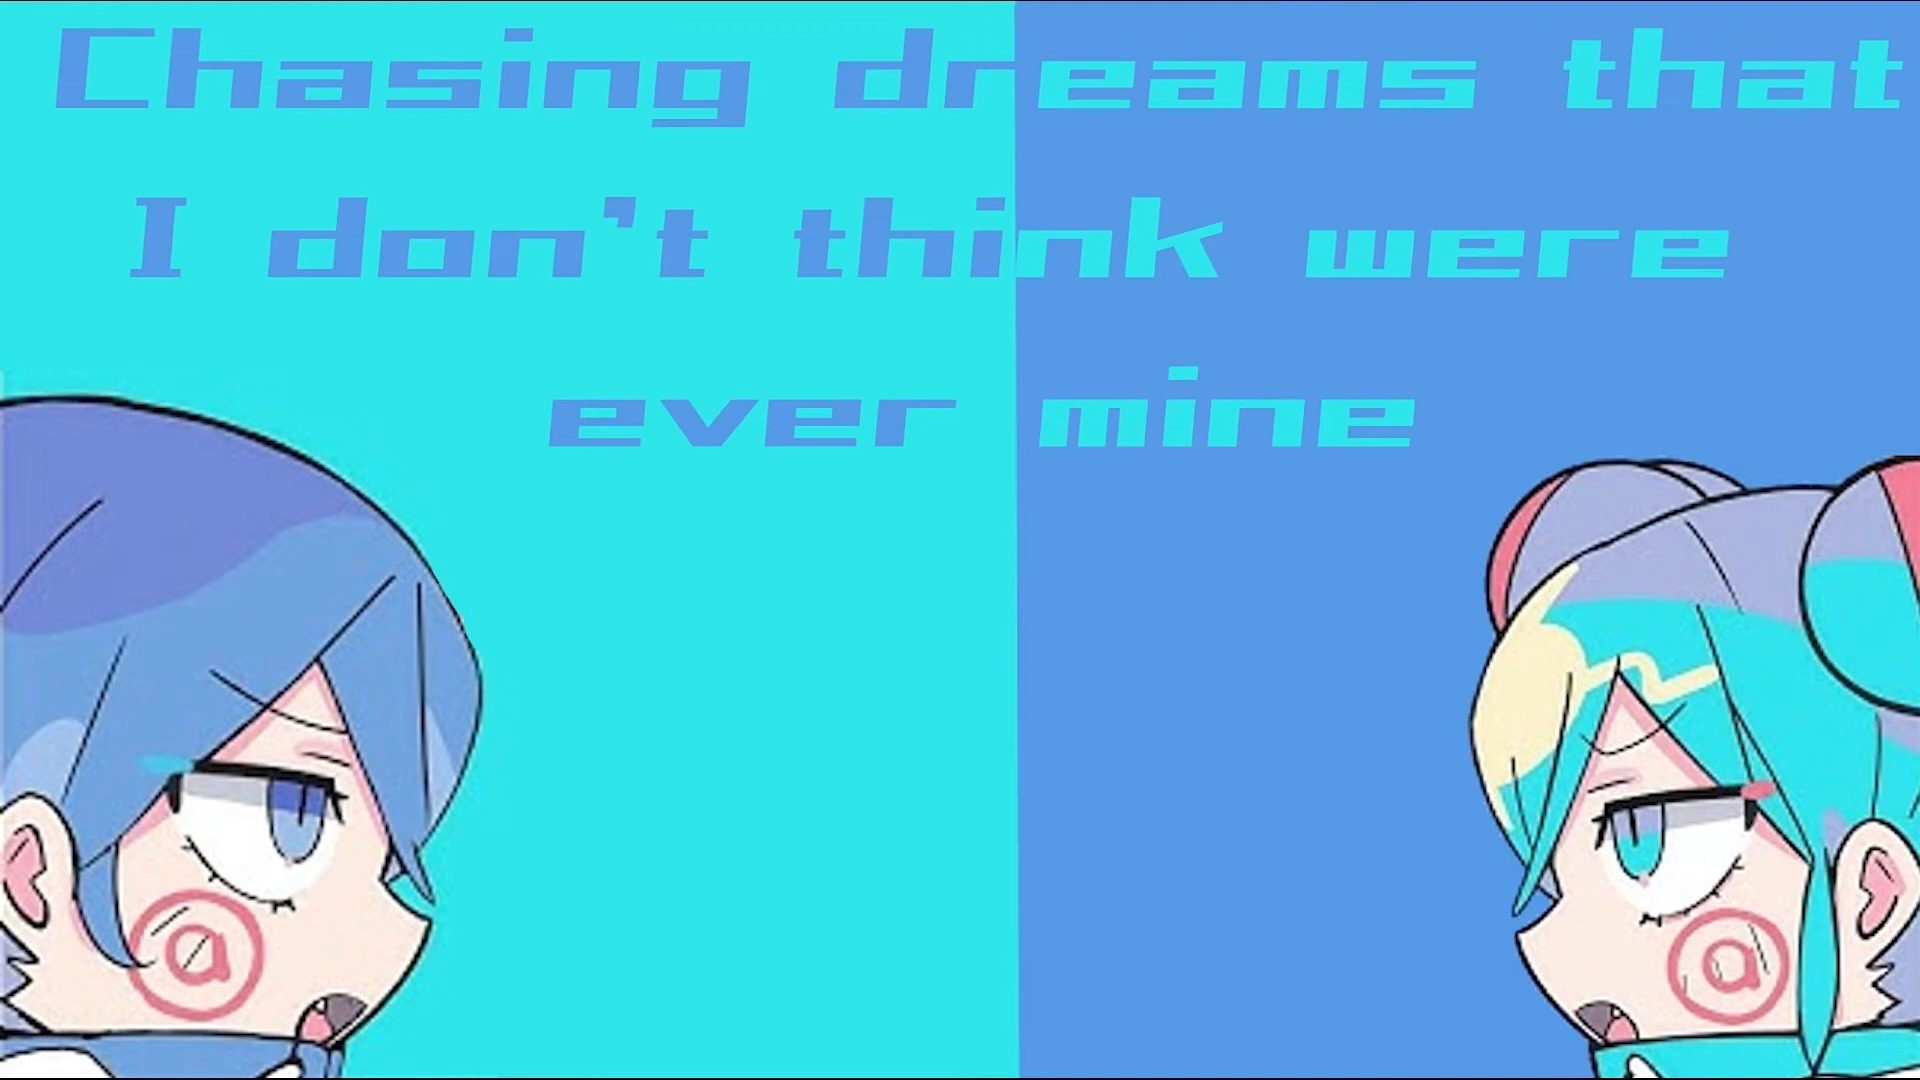 Chasing dreams that
I don't think were
ever mine
@
@